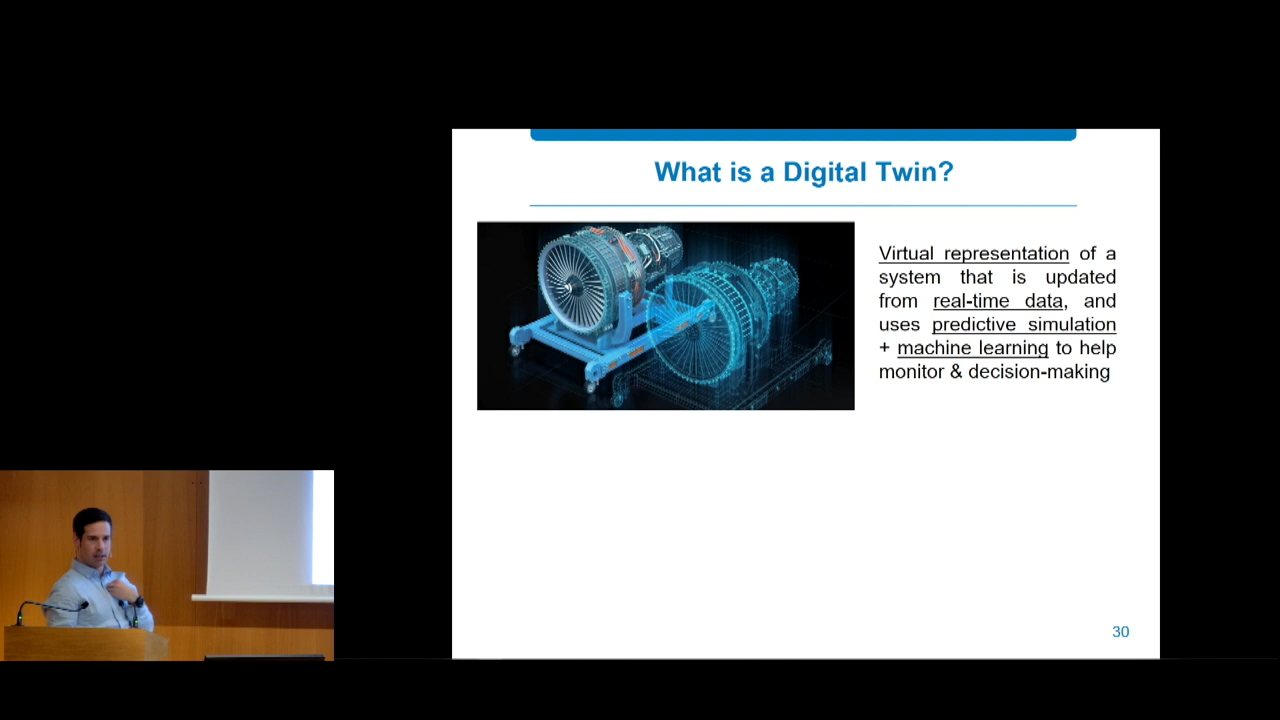 What is a Digital Twin?
Virtual representation of a
system that is updated
from real-time data, and
uses predictive simulation
+ machine learning to help
monitor & decision-making
30